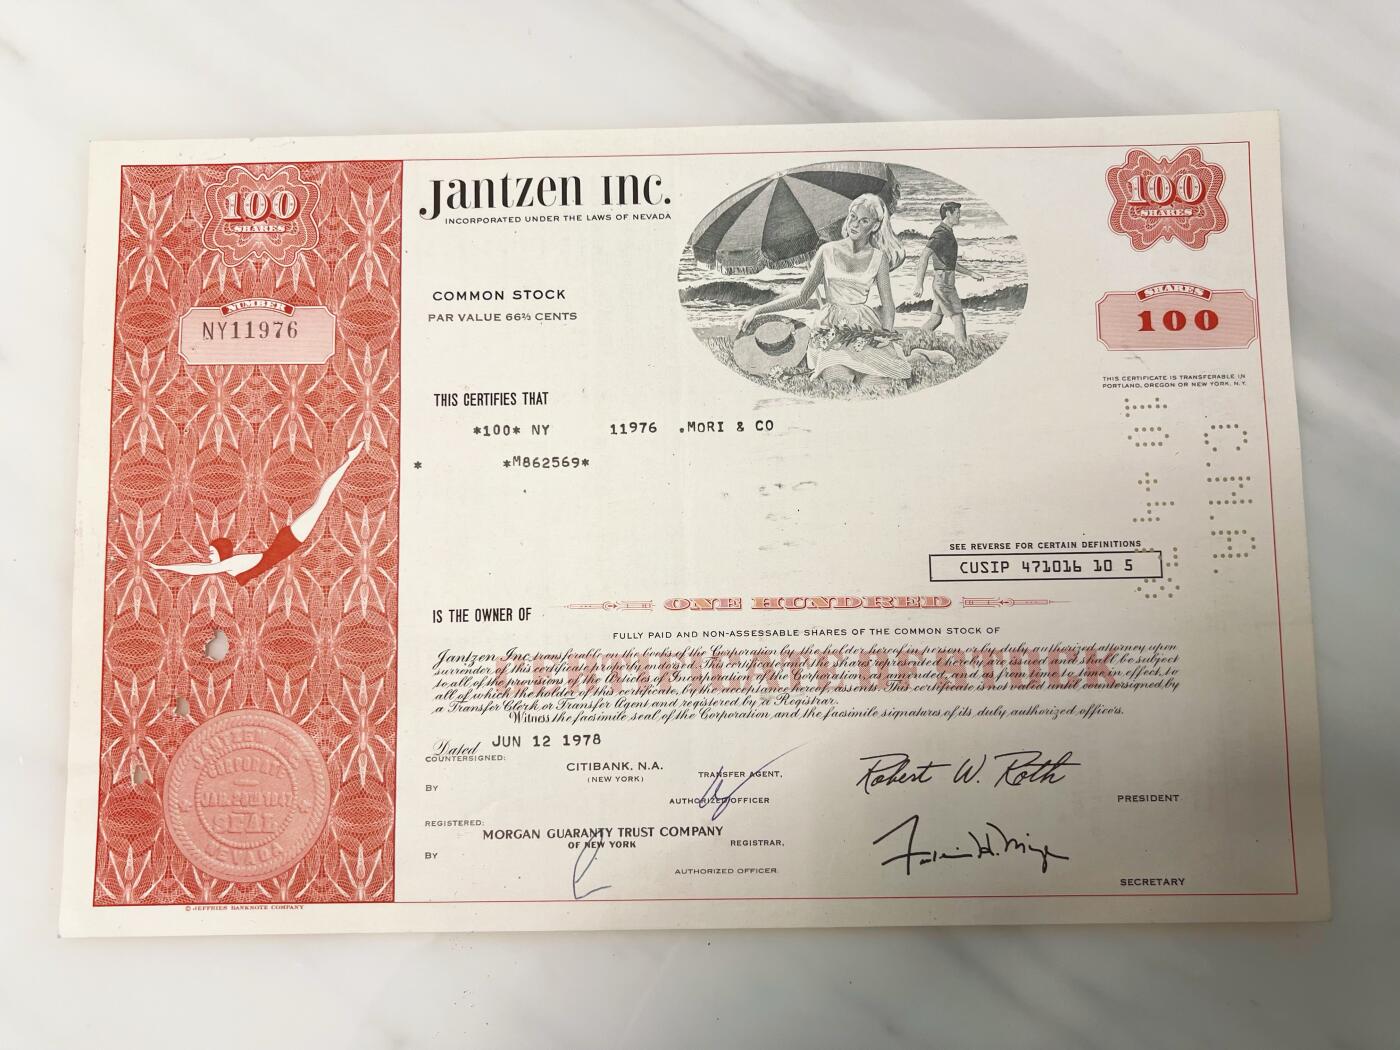 100
SHARES
NUMBER
NY11976
Jantzen Inc.
INCORPORATED UNDER THE LAWS OF NEVADA
COMMON STOCK
PAR VALUE 66⅔ CENTS
100
SHARES
SHARES
100
THIS CERTIFICATE IS TRANSFERABLE IN
PORTLAND, OREGON OR NEW YORK, N.Y.
THIS CERTIFIES THAT
*100* NY 11976 .MORI & CO
* *M862569*
SEE REVERSE FOR CERTAIN DEFINITIONS
CUSIP 471016 10 5
IS THE OWNER OF
ONE HUNDRED
FULLY PAID AND NON-ASSESSABLE SHARES OF THE COMMON STOCK OF
Jantzen Inc. transferable on the books of the Corporation by the holder hereof in person or by duly authorized attorney upon
surrender of this certificate properly endorsed. This certificate and the shares represented hereby are issued and shall be subject
to all of the provisions of the Articles of Incorporation of the Corporation, as amended, and as from time to time in effect, to
all of which the holder of this certificate, by the acceptance hereof, assents. This certificate is not valid until countersigned by
a Transfer Clerk or Transfer Agent and registered by a Registrar.
Witness the facsimile seal of the Corporation and the facsimile signatures of its duly authorized officers.
Dated JUN 12 1978
COUNTERSIGNED:
CITIBANK, N.A.
(NEW YORK)
TRANSFER AGENT,
BY
AUTHORIZED OFFICER
Robert W. Roth
PRESIDENT
REGISTERED:
MORGAN GUARANTY TRUST COMPANY
OF NEW YORK
REGISTRAR,
BY
AUTHORIZED OFFICER
SECRETARY
JANTZEN INC.
CORPORATE
SEAL
NEVADA
© JEFFRIES BANKNOTE COMPANY